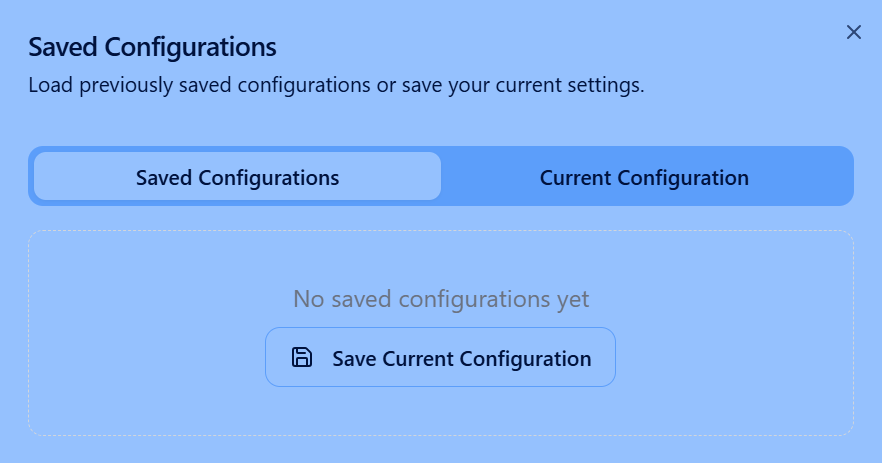 Saved Configurations
Load previously saved configurations or save your current settings.
Saved Configurations
Current Configuration
No saved configurations yet
Save Current Configuration